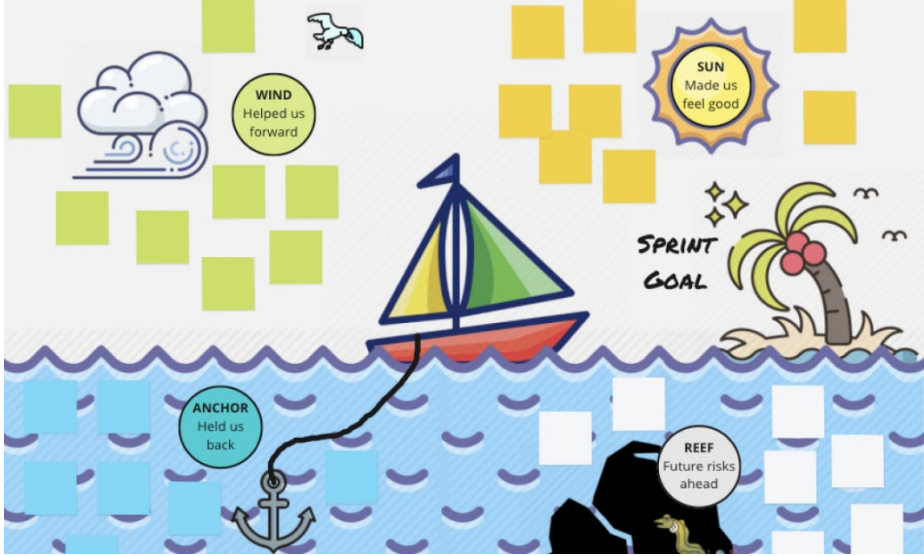 WIND
Helped us
forward
SUN
Made us
feel good
SPRINT
GOAL
ANCHOR
Held us
back
REEF
Future risks
ahead